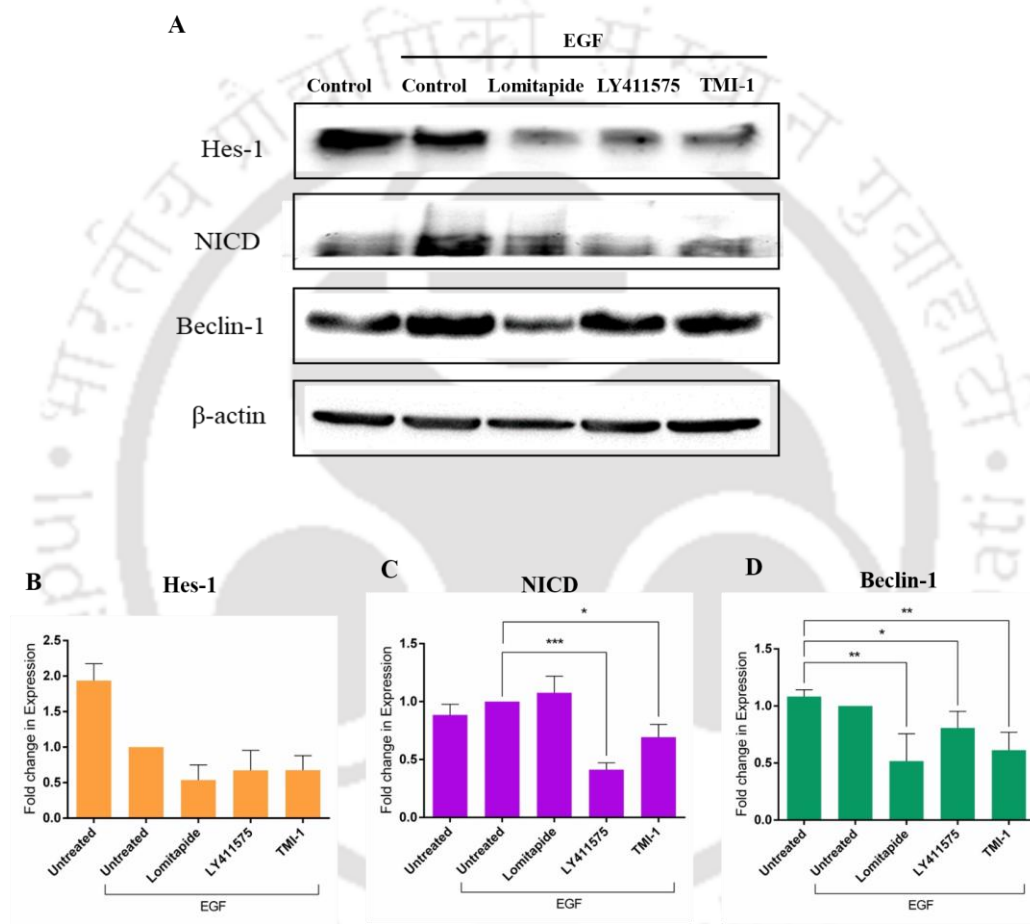 A
EGF
Control Control Lomitapide LY411575 TMI-1
Hes-1
NICD
Beclin-1
β-actin
B Hes-1
Fold change in Expression
2.5
2.0
1.5
1.0
0.5
0.0
Untreated
Untreated
Lomitapide
LY411575
TMI-1
EGF
C NICD
Fold change in Expression
1.5
1.0
0.5
0.0
*
***
Untreated
Untreated
Lomitapide
LY411575
TMI-1
EGF
D Beclin-1
Fold change in Expression
1.5
1.0
0.5
0.0
**
*
**
Untreated
Untreated
Lomitapide
LY411575
TMI-1
EGF